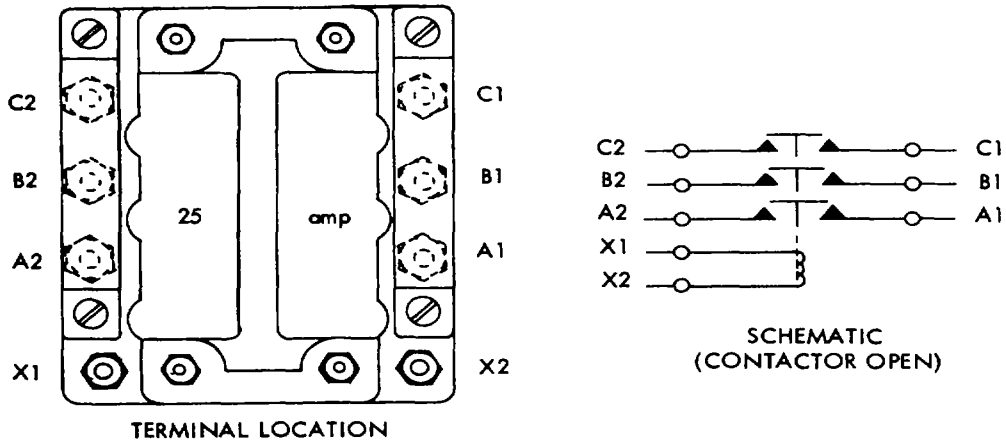 C2 C1
B2 B1
25 amp
A2 A1
X1 X2
TERMINAL LOCATION
C2 C1
B2 B1
A2 A1
X1
X2
SCHEMATIC
(CONTACTOR OPEN)